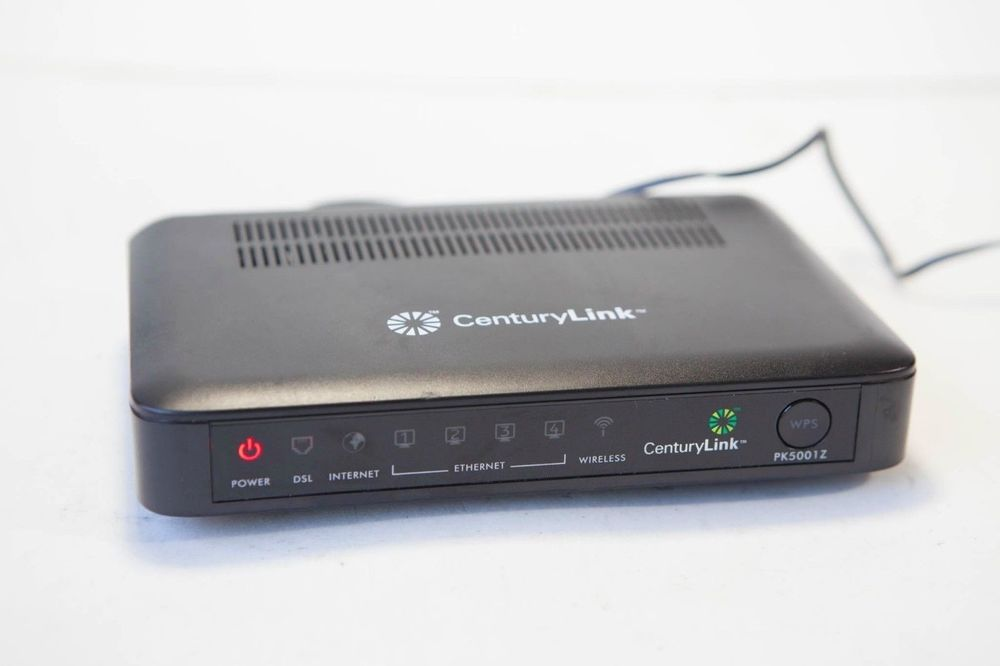 CenturyLink™
POWER
DSL
INTERNET
1
2
3
4
ETHERNET
WIRELESS
CenturyLink™
WPS
PK5001Z